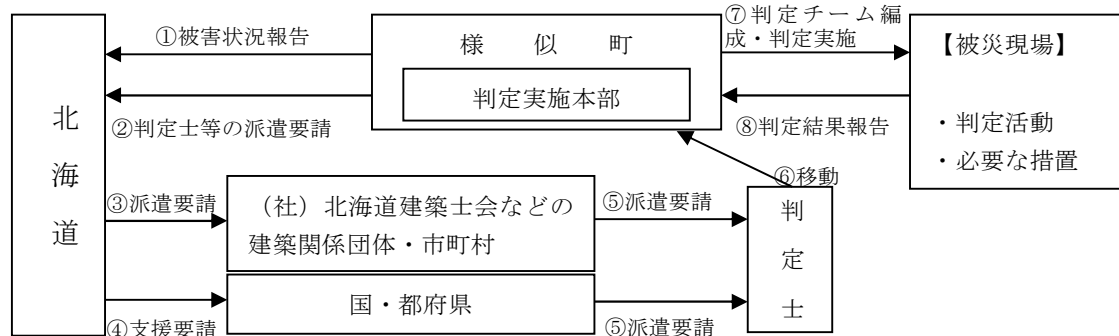 ①被害状況報告
様似町
⑦判定チーム編
成・判定実施
【被災現場】
判定実施本部
北海道
②判定士等の派遣要請
⑧判定結果報告
・判定活動
・必要な措置
⑥移動
③派遣要請
（社）北海道建築士会などの
建築関係団体・市町村
⑤派遣要請
判定士
国・都府県
④支援要請
⑤派遣要請